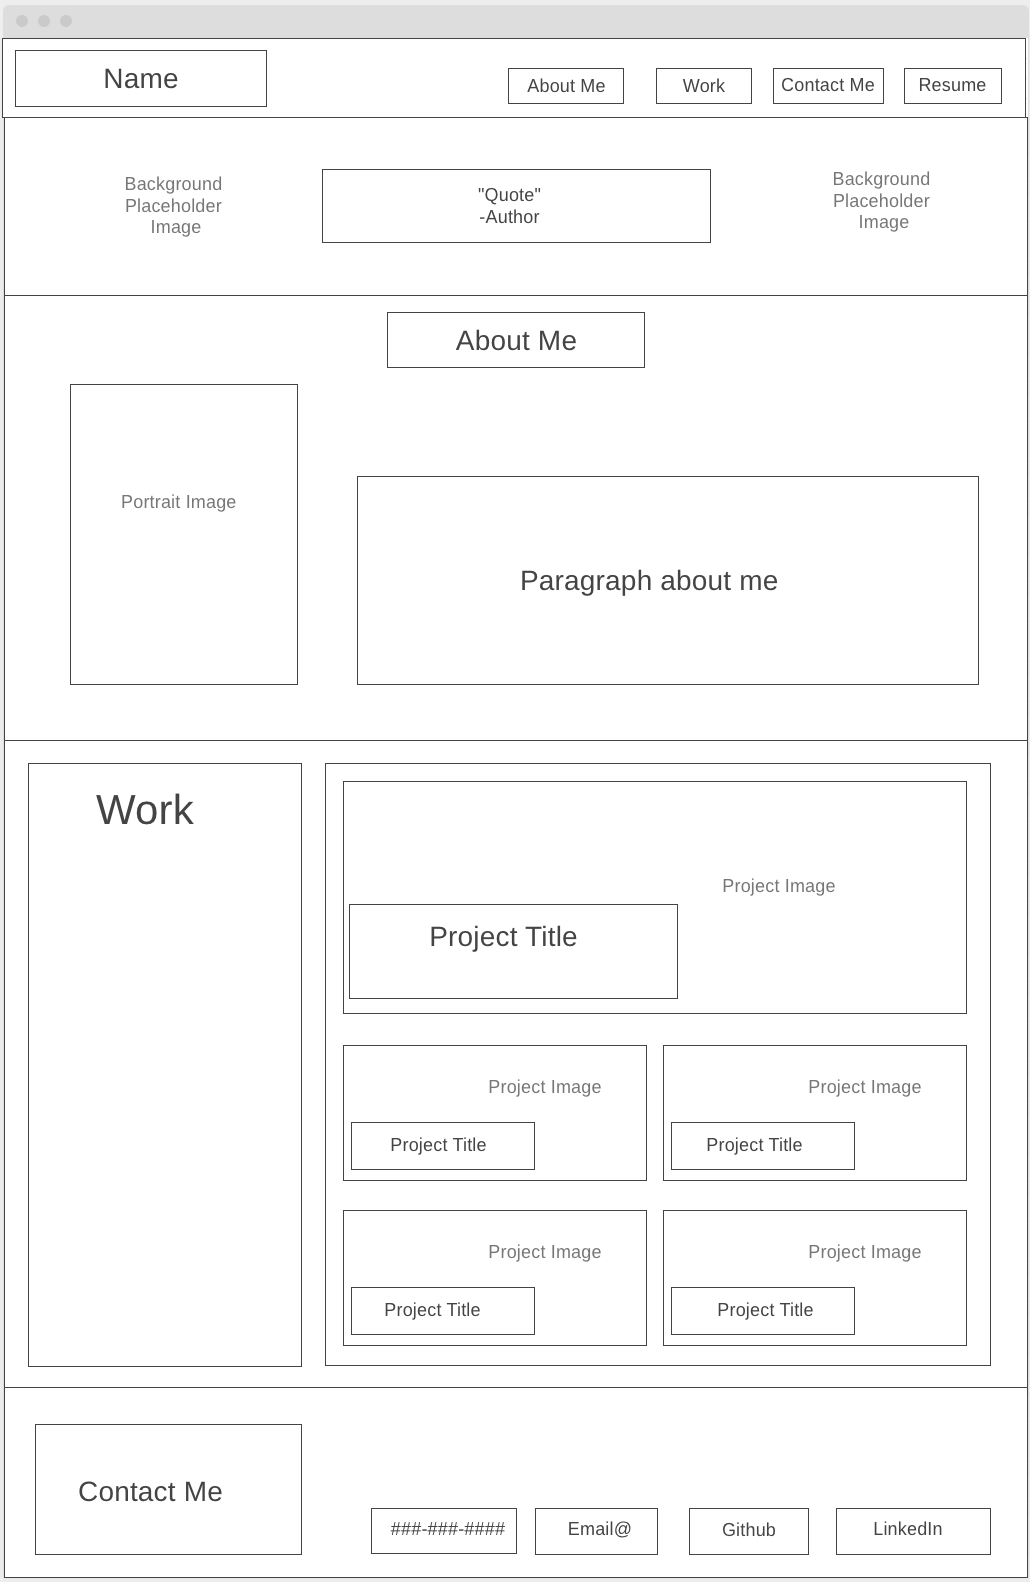 Name
About Me
Work
Contact Me
Resume
Background
Placeholder
Image
"Quote"
-Author
Background
Placeholder
Image
About Me
Portrait Image
Paragraph about me
Work
Project Image
Project Title
Project Image
Project Title
Project Image
Project Title
Project Image
Project Title
Project Image
Project Title
Contact Me
###-###-####
Email@
Github
LinkedIn